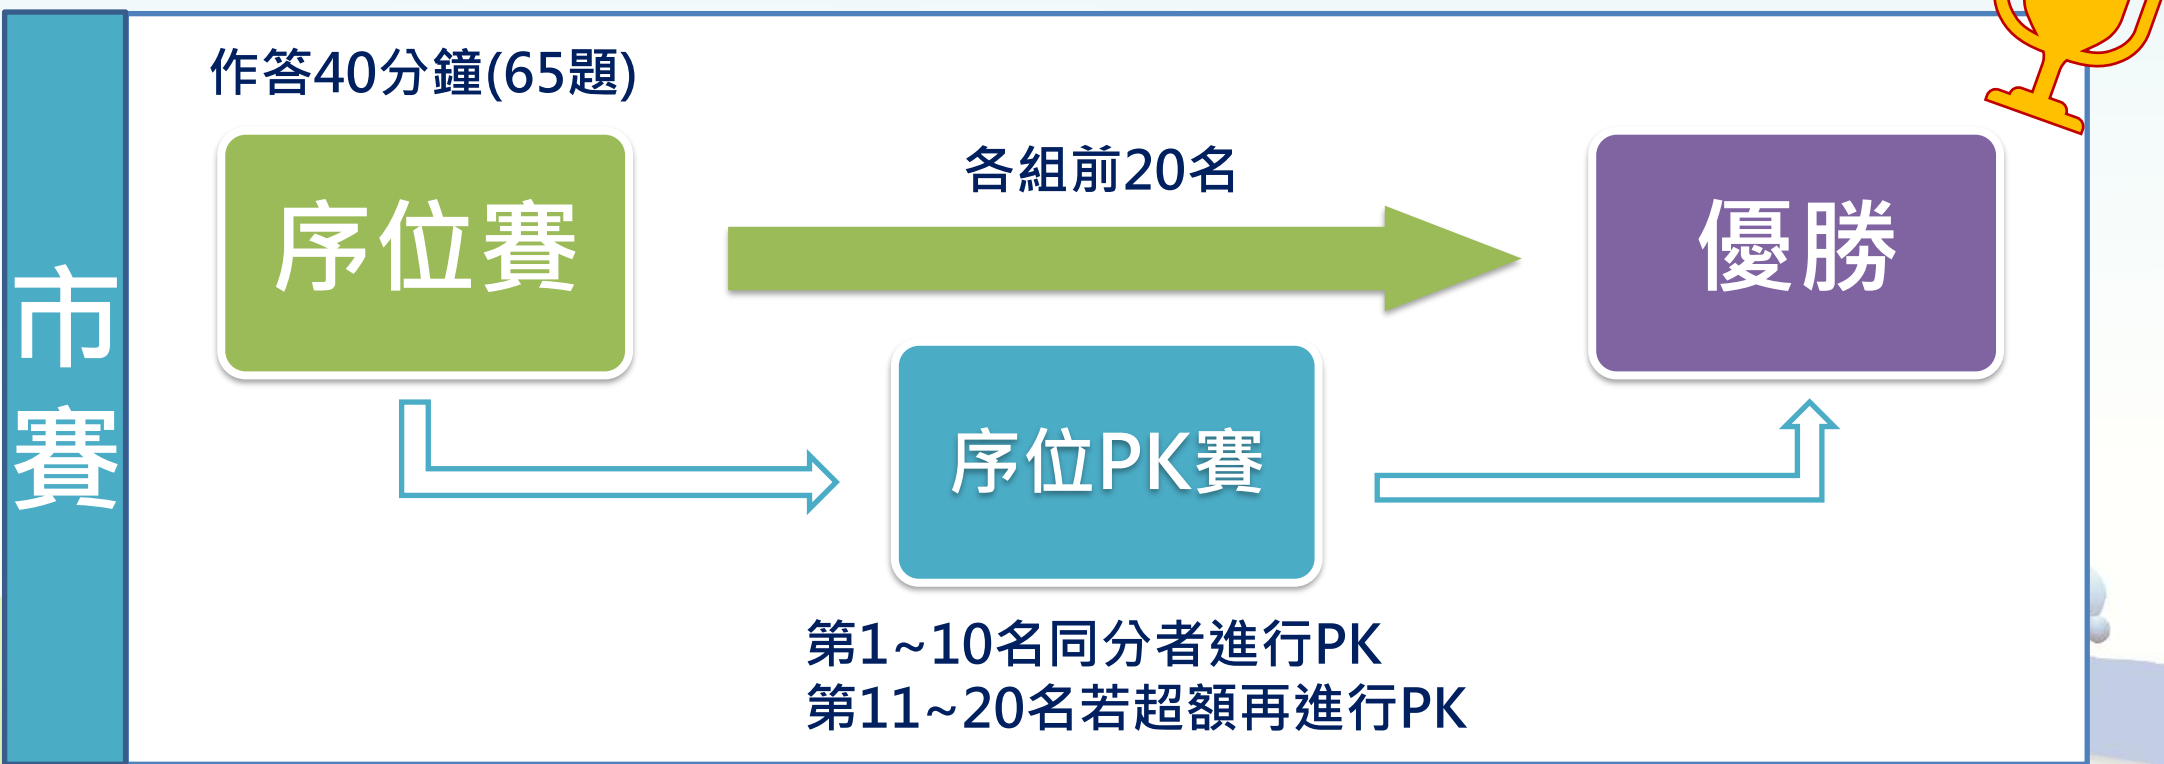 市賽
作答40分鐘(65題)
序位賽
各組前20名
優勝
序位PK賽
第1~10名同分者進行PK
第11~20名若超額再進行PK